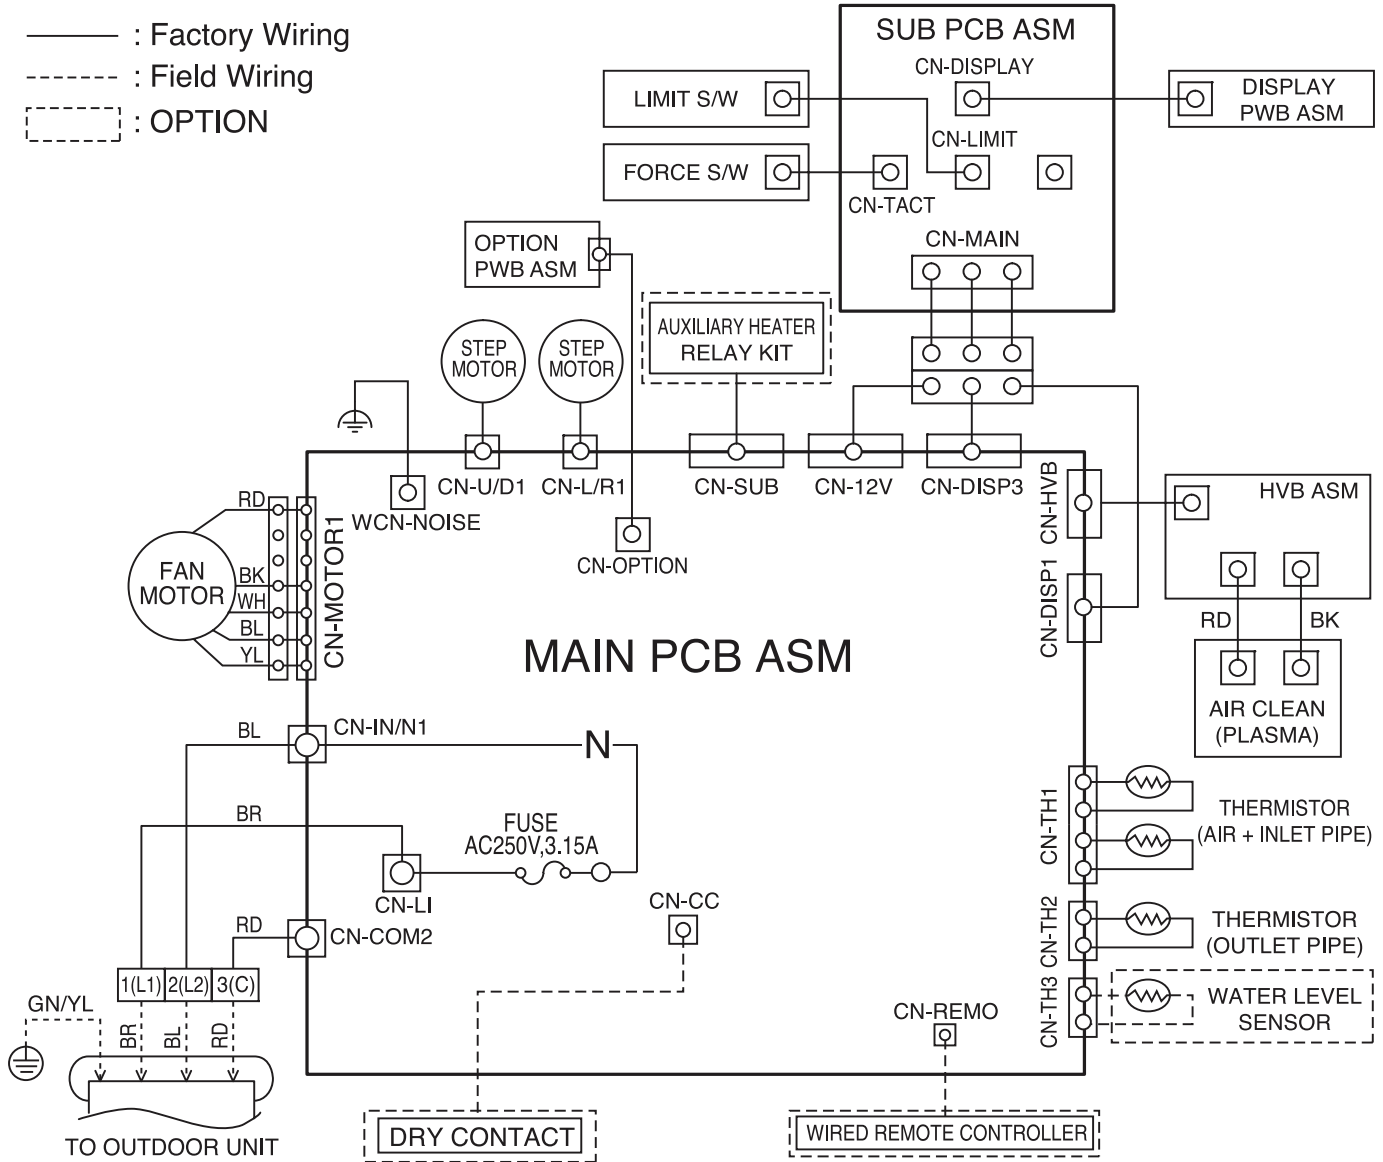 : Factory Wiring
: Field Wiring
: OPTION
SUB PCB ASM
CN-DISPLAY
LIMIT S/W
DISPLAY
PWB ASM
CN-LIMIT
FORCE S/W
CN-TACT
CN-MAIN
OPTION
PWB ASM
AUXILIARY HEATER
RELAY KIT
STEP
MOTOR
STEP
MOTOR
CN-U/D1
CN-L/R1
CN-SUB
CN-12V
CN-DISP3
WCN-NOISE
CN-OPTION
CN-HVB
HVB ASM
CN-DISP1
RD
BK
AIR CLEAN
(PLASMA)
FAN
MOTOR
RD
BK
WH
BL
YL
CN-MOTOR1
MAIN PCB ASM
BL
CN-IN/N1
N
BR
FUSE
AC250V,3.15A
CN-LI
RD
CN-COM2
CN-CC
CN-TH1
THERMISTOR
(AIR + INLET PIPE)
CN-TH2
THERMISTOR
(OUTLET PIPE)
CN-TH3
WATER LEVEL
SENSOR
1(L1) 2(L2) 3(C)
GN/YL
BR
BL
RD
TO OUTDOOR UNIT
CN-REMO
DRY CONTACT
WIRED REMOTE CONTROLLER